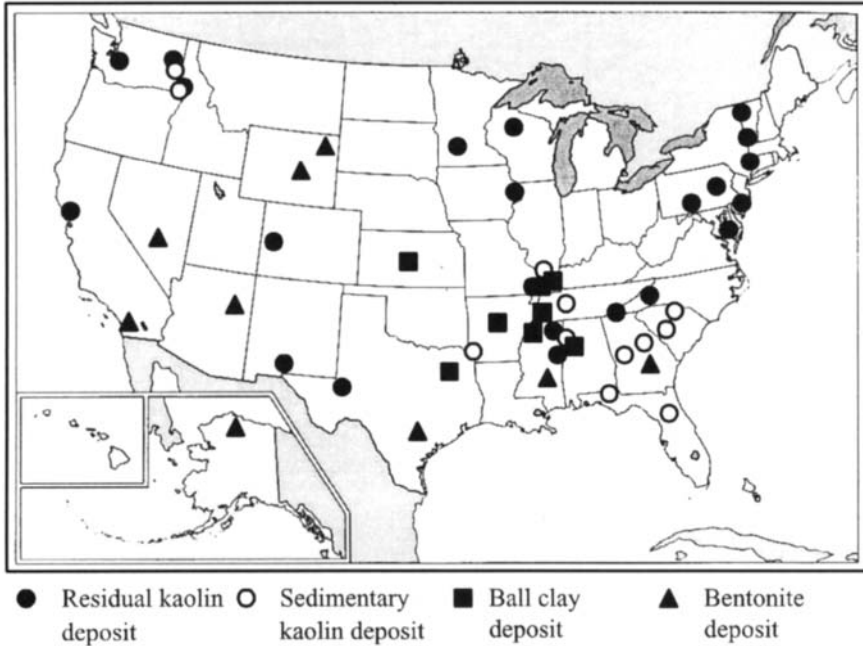 Residual kaolin deposit
Sedimentary kaolin deposit
Ball clay deposit
Bentonite deposit